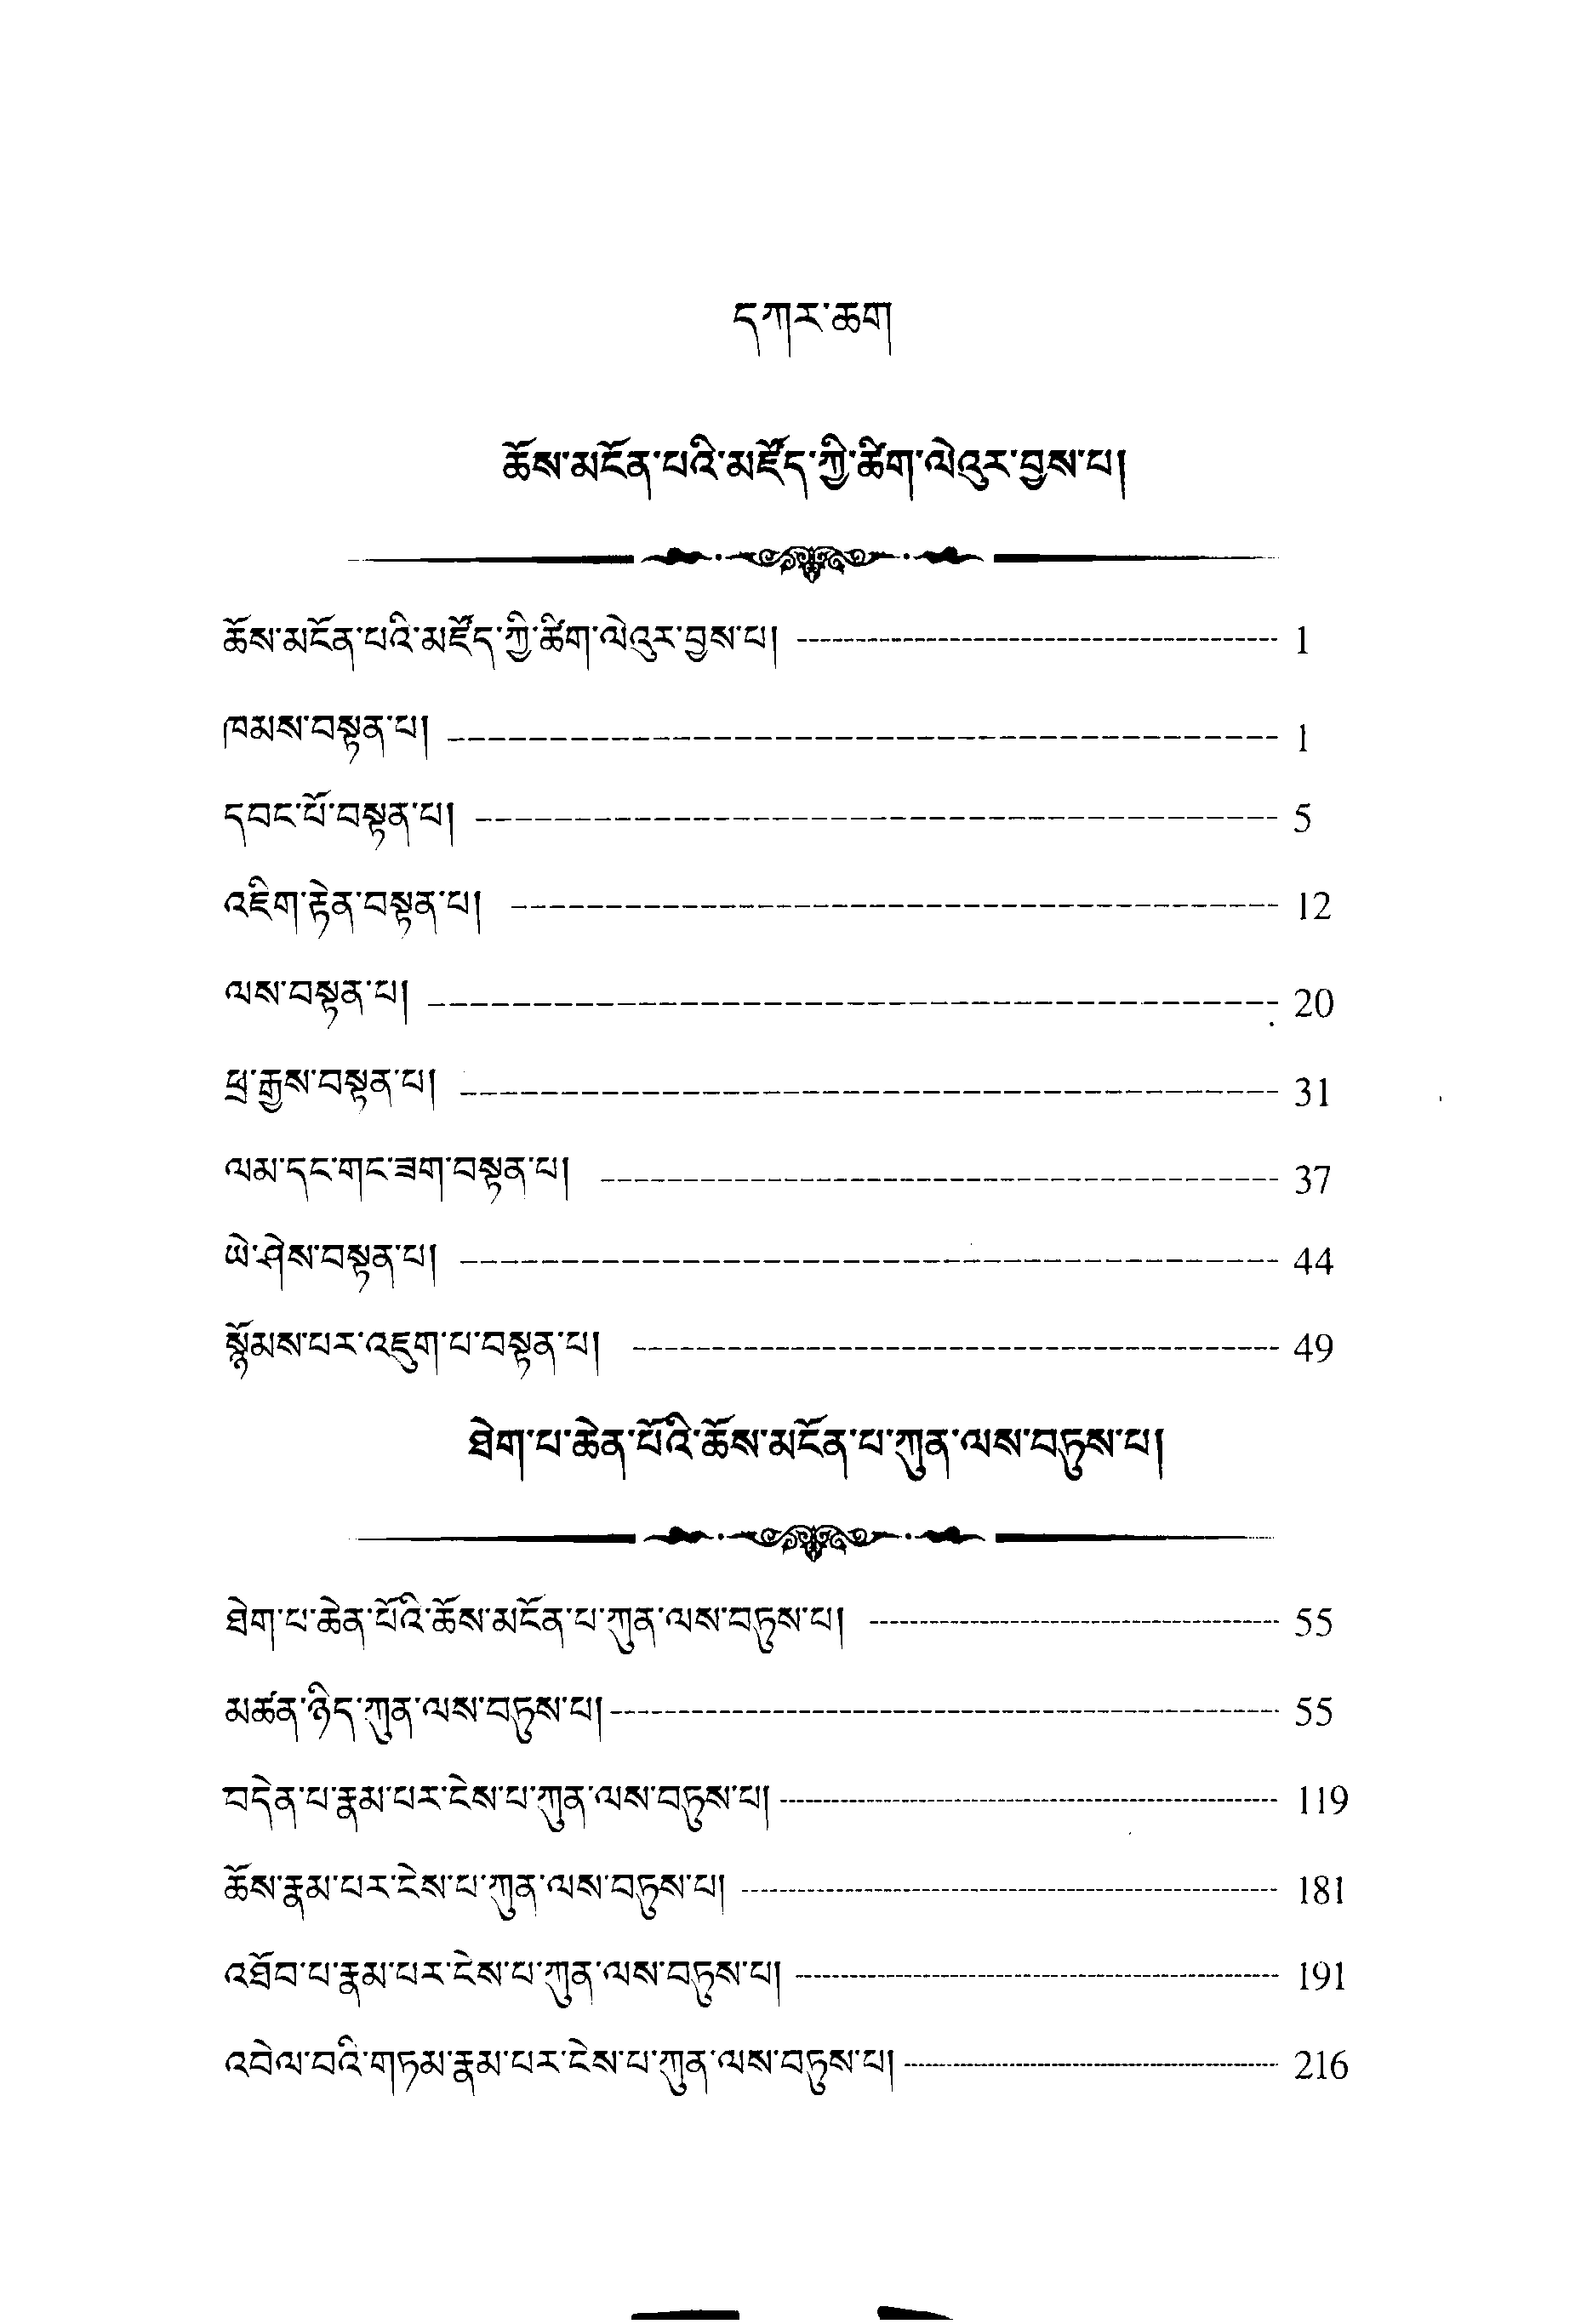 དཀར་ཆག
ཆོས་མངོན་པའི་མཛོད་ཀྱི་ཚིག་ལེའུར་བྱས་པ།
ཆོས་མངོན་པའི་མཛོད་ཀྱི་ཚིག་ལེའུར་བྱས་པ། 1
ཁམས་བསྟན་པ། 1
དབང་པོ་བསྟན་པ། 5
འཇིག་རྟེན་བསྟན་པ། 12
ལས་བསྟན་པ། 20
ཕྲ་རྒྱས་བསྟན་པ། 31
ལམ་དང་གང་ཟག་བསྟན་པ། 37
ཡེ་ཤེས་བསྟན་པ། 44
སྙོམས་པར་འཇུག་པ་བསྟན་པ། 49
ཐེག་པ་ཆེན་པོའི་ཆོས་མངོན་པ་ཀུན་ལས་བཏུས་པ།
ཐེག་པ་ཆེན་པོའི་ཆོས་མངོན་པ་ཀུན་ལས་བཏུས་པ། 55
མཚན་ཉིད་ཀུན་ལས་བཏུས་པ། 55
བདེན་པ་རྣམ་པར་ངེས་པ་ཀུན་ལས་བཏུས་པ། 119
ཆོས་རྣམ་པར་ངེས་པ་ཀུན་ལས་བཏུས་པ། 181
འཐོབ་པ་རྣམ་པར་ངེས་པ་ཀུན་ལས་བཏུས་པ། 191
འབེལ་བའི་གཏམ་རྣམ་པར་ངེས་པ་ཀུན་ལས་བཏུས་པ། 216